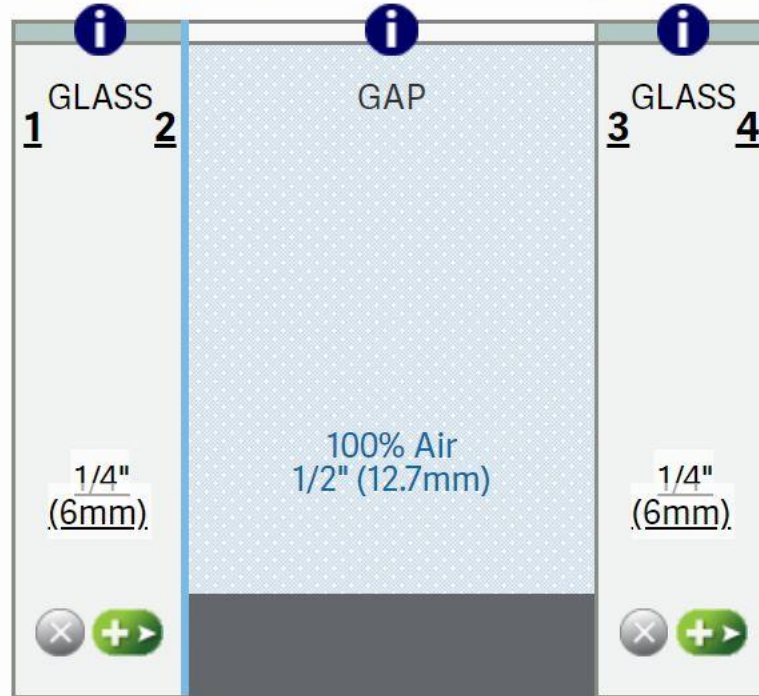 i
i
i
GLASS
1
2
GAP
GLASS
3
4
100% Air
1/2" (12.7mm)
1/4"
(6mm)
1/4"
(6mm)